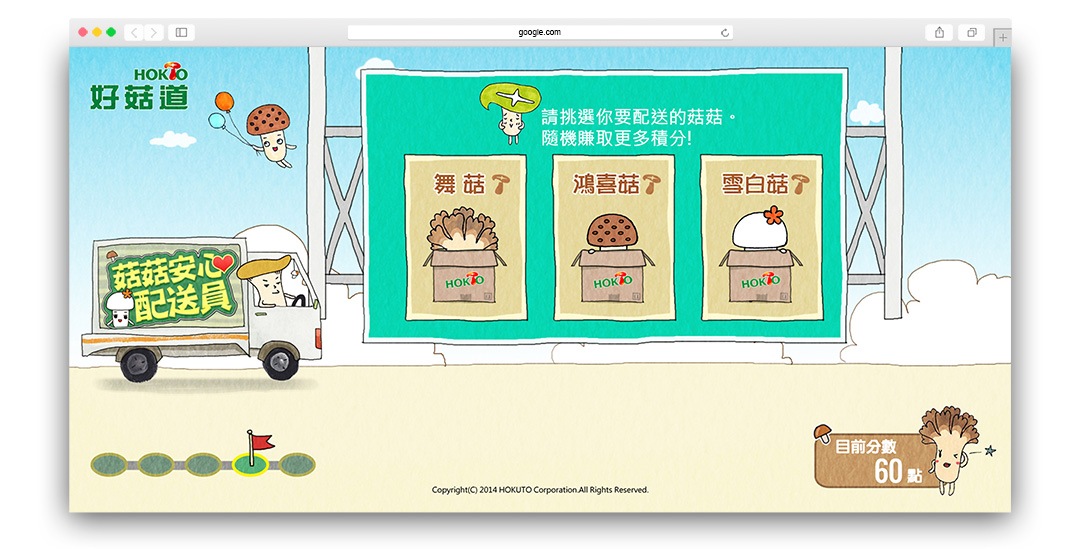 google.com
HOKTO
好菇道
請挑選你要配送的菇菇。
隨機賺取更多積分!
舞菇
鴻喜菇
雪白菇
HOKTO
HOKTO
HOKTO
菇菇安心
配送員
目前分數
60 點
Copyright(C) 2014 HOKUTO Corporation.All Rights Reserved.